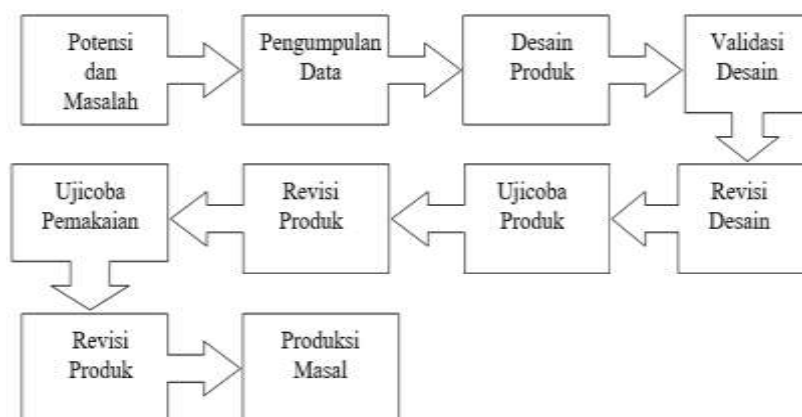 Potensi
dan
Masalah
Pengumpulan
Data
Desain
Produk
Validasi
Desain
Revisi
Desain
Ujicoba
Produk
Revisi
Produk
Ujicoba
Pemakaian
Revisi
Produk
Produksi
Masal